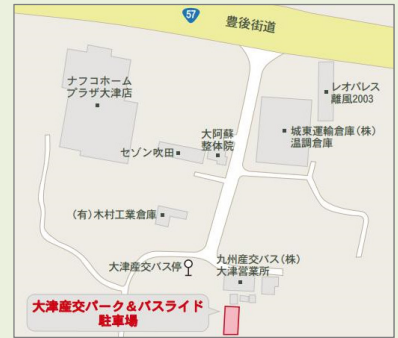 57
豊後街道
ナフコホーム
プラザ大津店
レオパレス
離風2003
大阿蘇
整体院
城東運輸倉庫(株)
温調倉庫
セゾン吹田
(有)木村工業倉庫
大津産交バス停
九州産交バス(株)
大津営業所
大津産交パーク&バスライド
駐車場